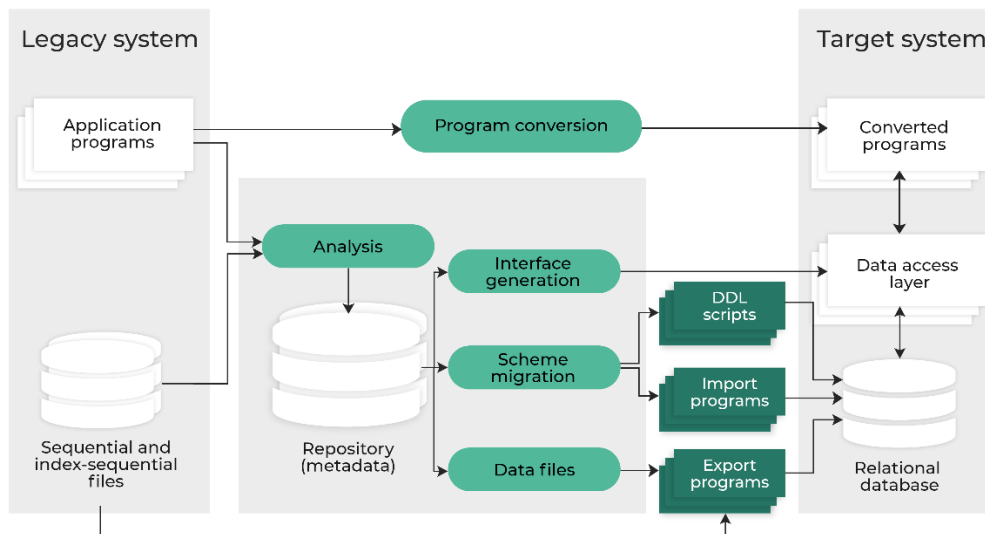 Legacy system
Target system
Application
programs
Program conversion
Converted
programs
Analysis
Interface
generation
Data access
layer
DDL
scripts
Scheme
migration
Import
programs
Sequential and
index-sequential
files
Repository
(metadata)
Data files
Export
programs
Relational
database